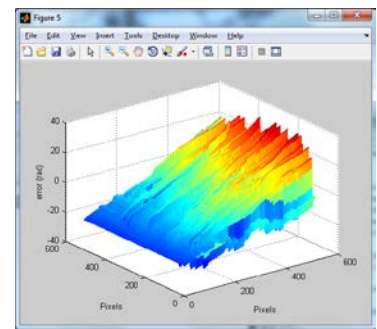 Figure 5
File Edit View Insert Tools Desktop Window Help
40
20
0
-20
-40
error (rad)
600
400
200
0
Pixels
0
200
400
600
Pixels